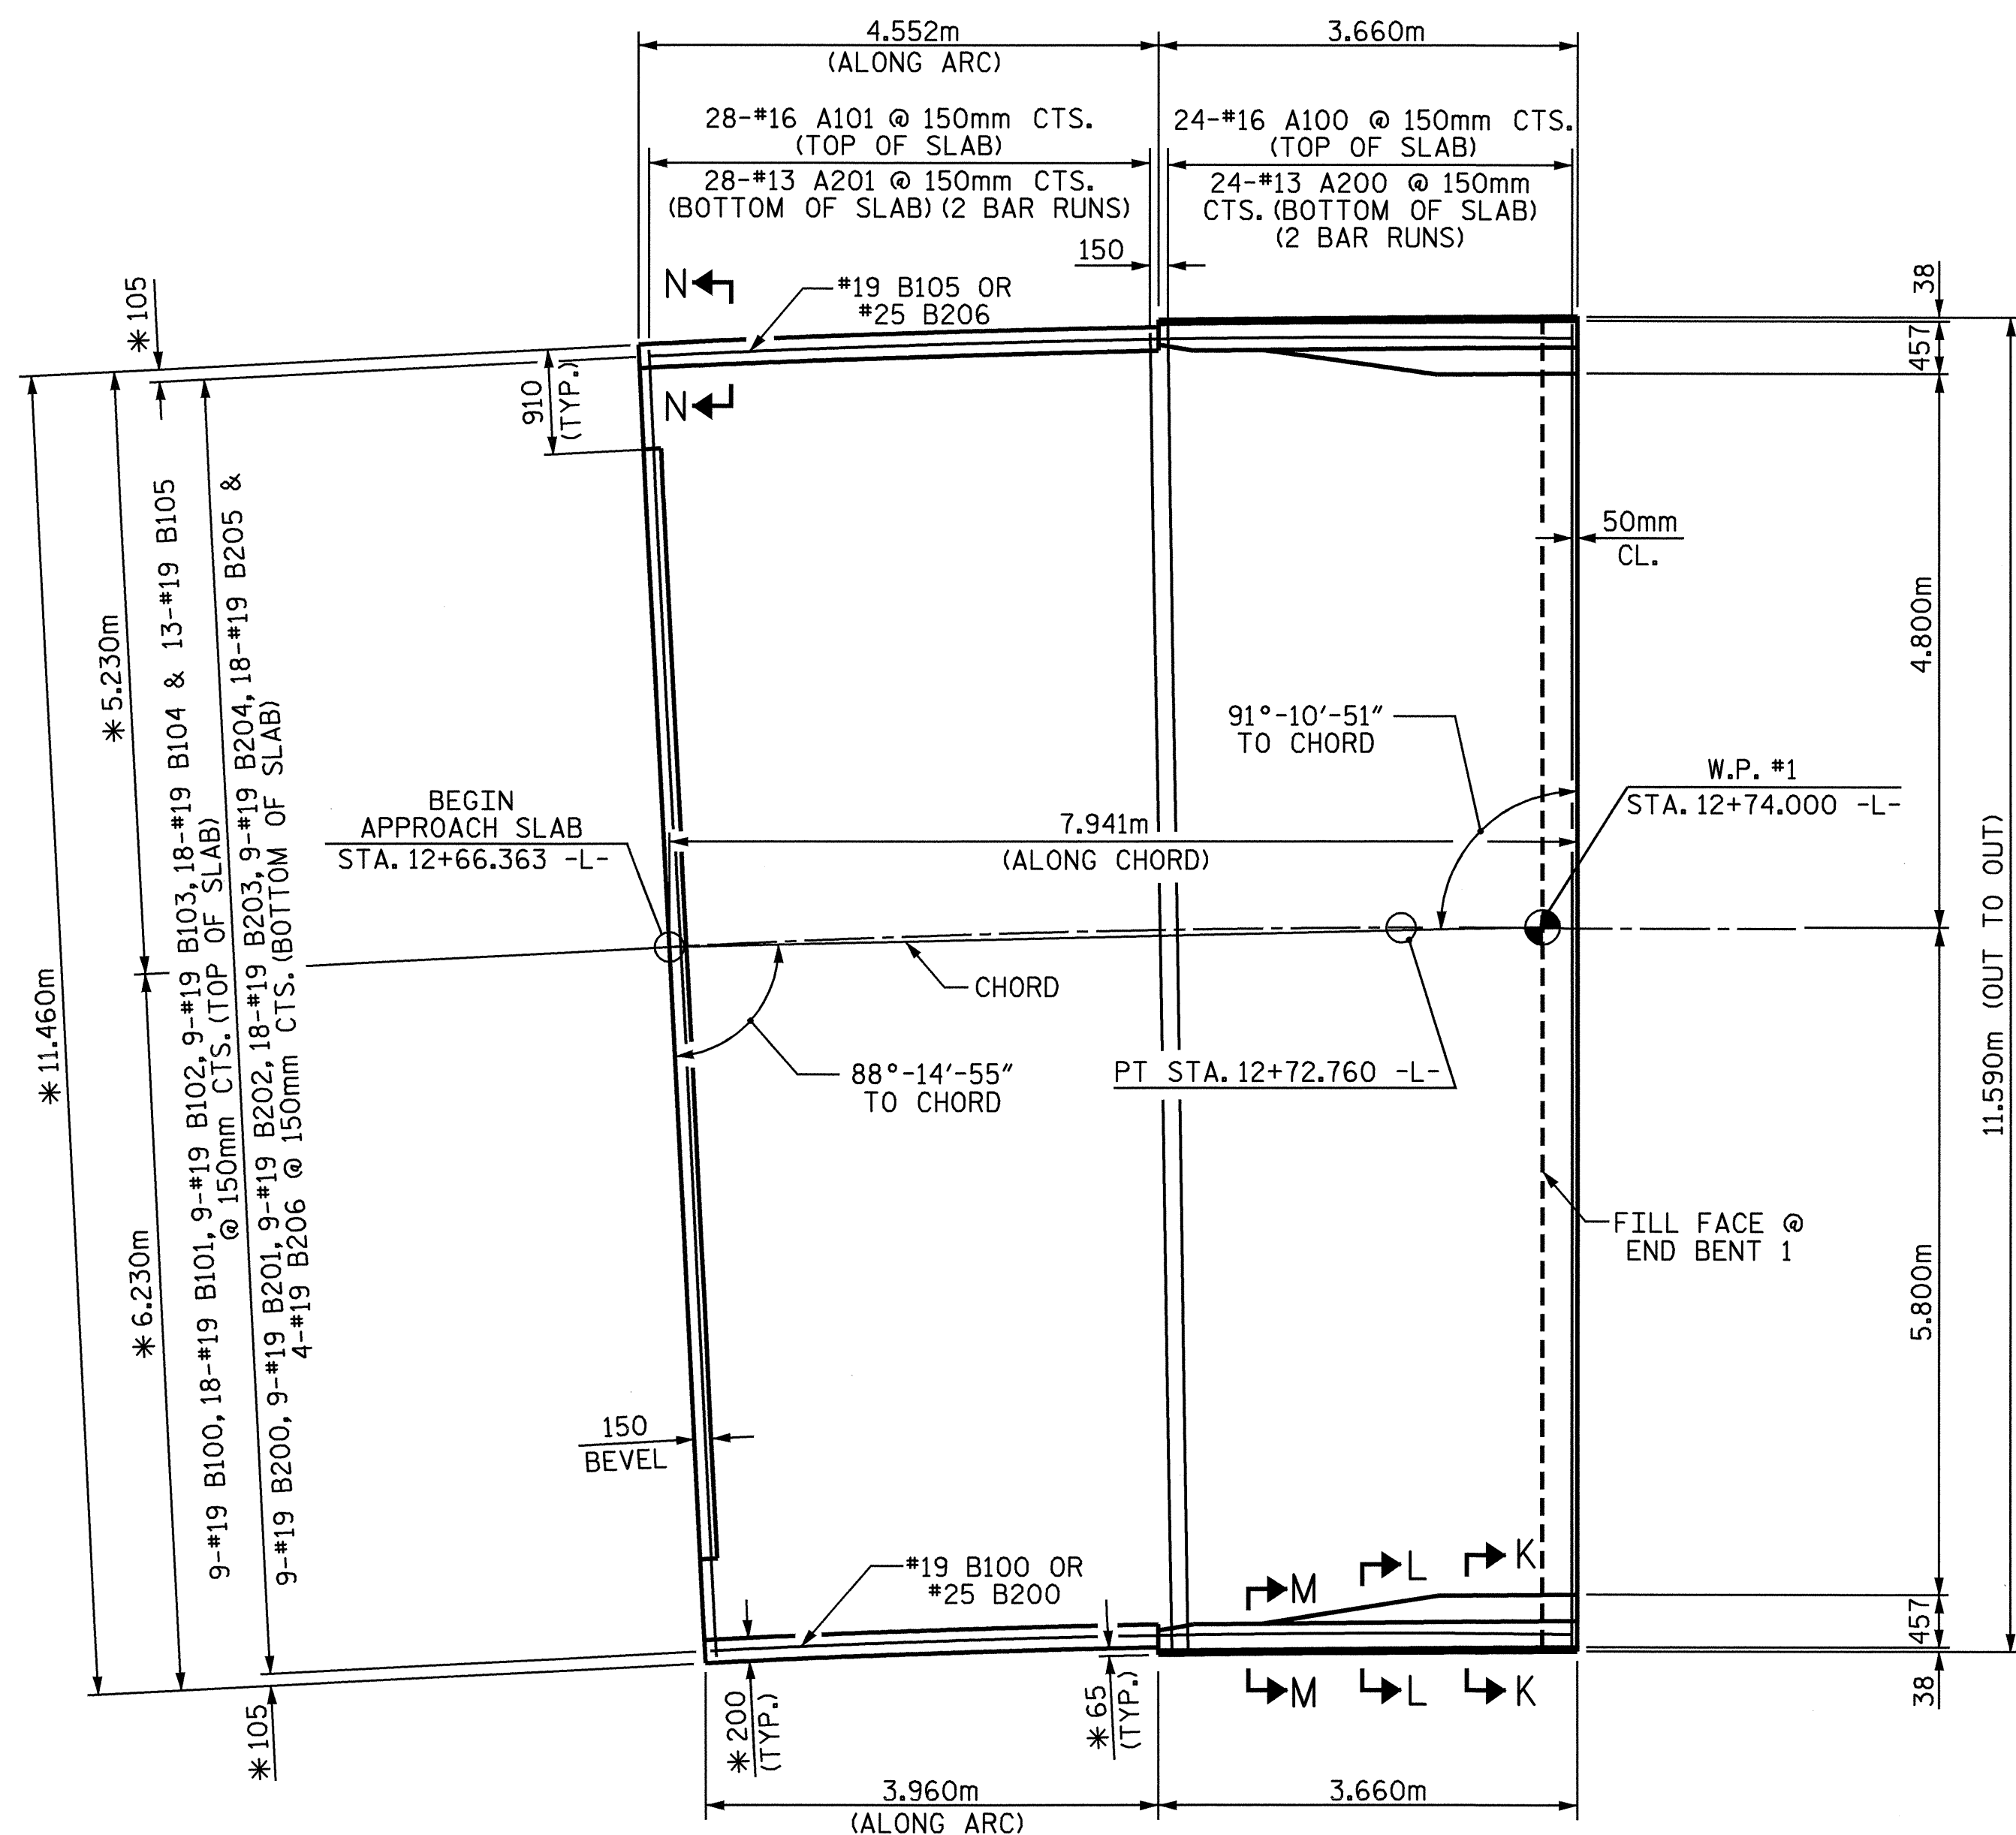 4.552m
(ALONG ARC)
3.660m
28-#16 A101 @ 150mm CTS.
(TOP OF SLAB)
28-#13 A201 @ 150mm CTS.
(BOTTOM OF SLAB)(2 BAR RUNS)
24-#16 A100 @ 150mm CTS.
(TOP OF SLAB)
24-#13 A200 @ 150mm
CTS.(BOTTOM OF SLAB)
(2 BAR RUNS)
150
N
#19 B105 OR
#25 B206
N
*105
910
(TYP.)
38
457
50mm
CL.
4.800m
*5.230m
*11.460m
*6.230m
9-#19 B100, 18-#19 B101, 9-#19 B102, 9-#19 B103, 18-#19 B104 & 13-#19 B105
@ 150mm CTS.(TOP OF SLAB)
9-#19 B200, 9-#19 B201, 9-#19 B202, 18-#19 B203, 9-#19 B204, 18-#19 B205 &
4-#19 B206 @ 150mm CTS.(BOTTOM OF SLAB)
91°-10'-51"
TO CHORD
W.P. #1
STA. 12+74.000 -L-
BEGIN
APPROACH SLAB
STA. 12+66.363 -L-
7.941m
(ALONG CHORD)
CHORD
88°-14'-55"
TO CHORD
PT STA. 12+72.760 -L-
11.590m (OUT TO OUT)
FILL FACE @
END BENT 1
5.800m
150
BEVEL
#19 B100 OR
#25 B200
M
L
K
M
L
K
457
38
*105
*200
(TYP.)
*65
(TYP.)
3.960m
(ALONG ARC)
3.660m